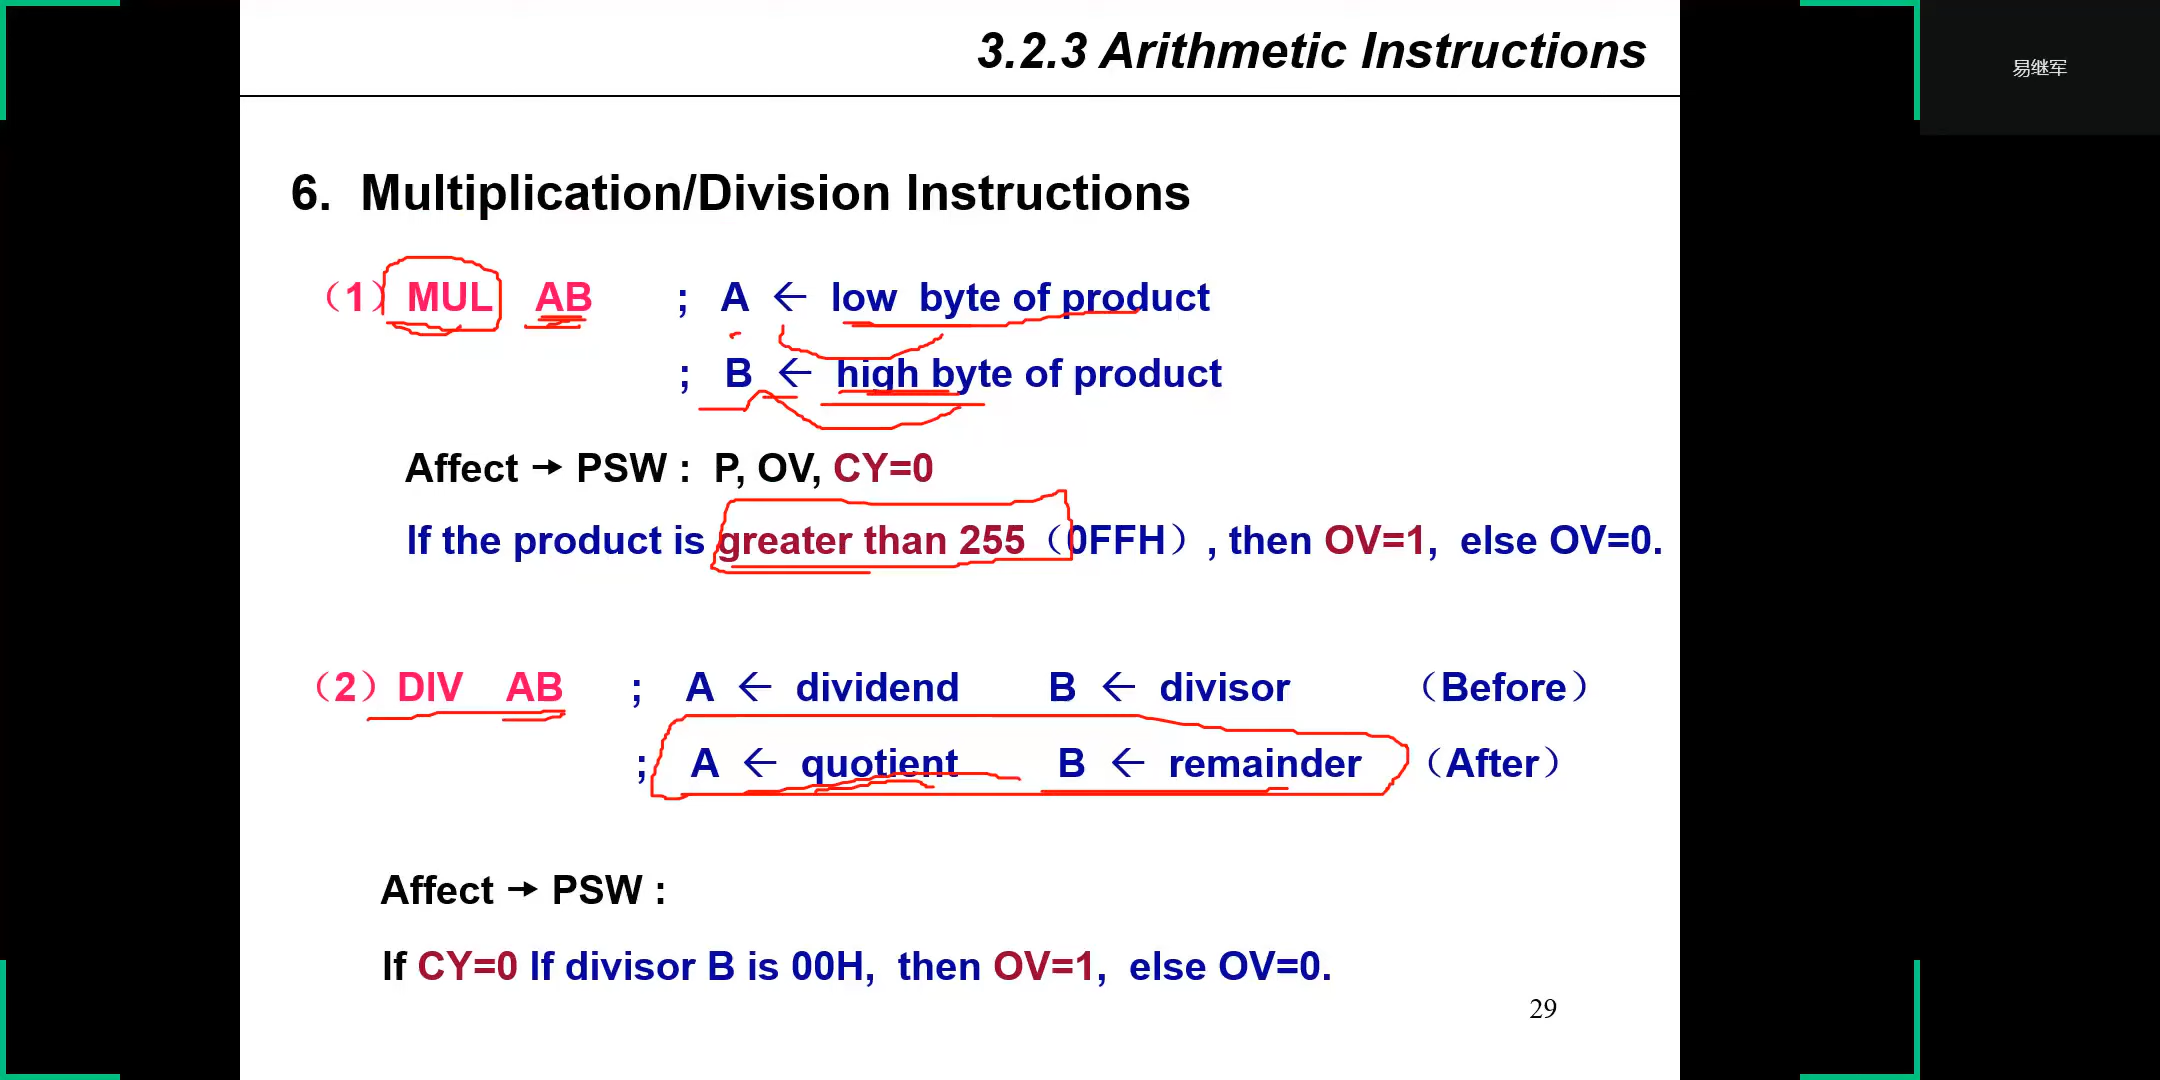 3.2.3 Arithmetic Instructions
易继军
6. Multiplication/Division Instructions
（1） MUL AB ; A ← low byte of product
; B ← high byte of product
Affect → PSW : P, OV, CY=0
If the product is greater than 255（0FFH）, then OV=1, else OV=0.
（2）DIV AB ; A ← dividend B ← divisor （Before）
; A ← quotient B ← remainder （After）
Affect → PSW :
If CY=0 If divisor B is 00H, then OV=1, else OV=0.
29